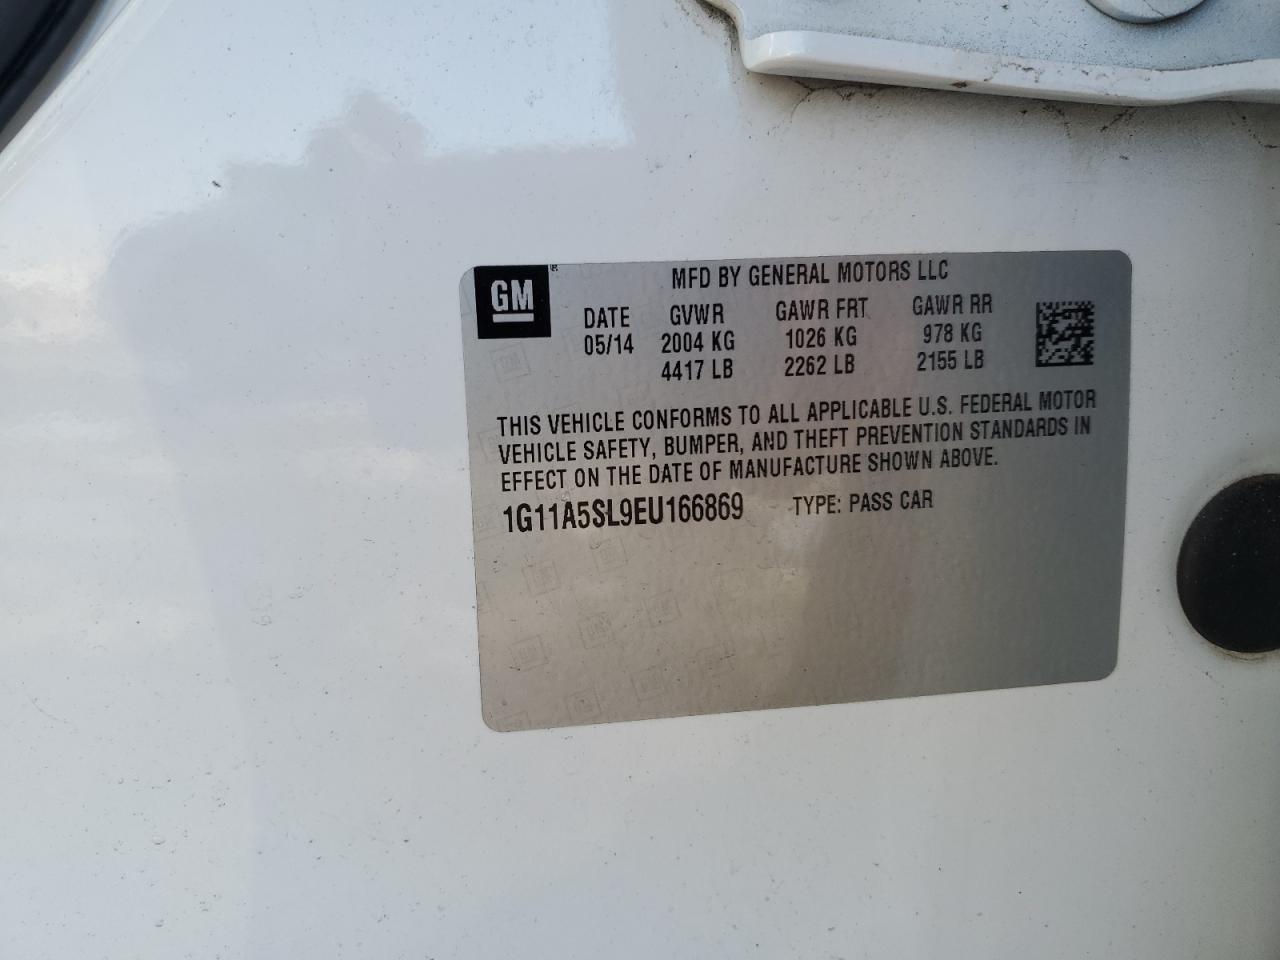 GM
MFD BY GENERAL MOTORS LLC
DATE GVWR GAWR FRT GAWR RR
05/14 2004 KG 1026 KG 978 KG
4417 LB 2262 LB 2155 LB
THIS VEHICLE CONFORMS TO ALL APPLICABLE U.S. FEDERAL MOTOR
VEHICLE SAFETY, BUMPER, AND THEFT PREVENTION STANDARDS IN
EFFECT ON THE DATE OF MANUFACTURE SHOWN ABOVE.
1G11A5SL9EU166869 TYPE: PASS CAR